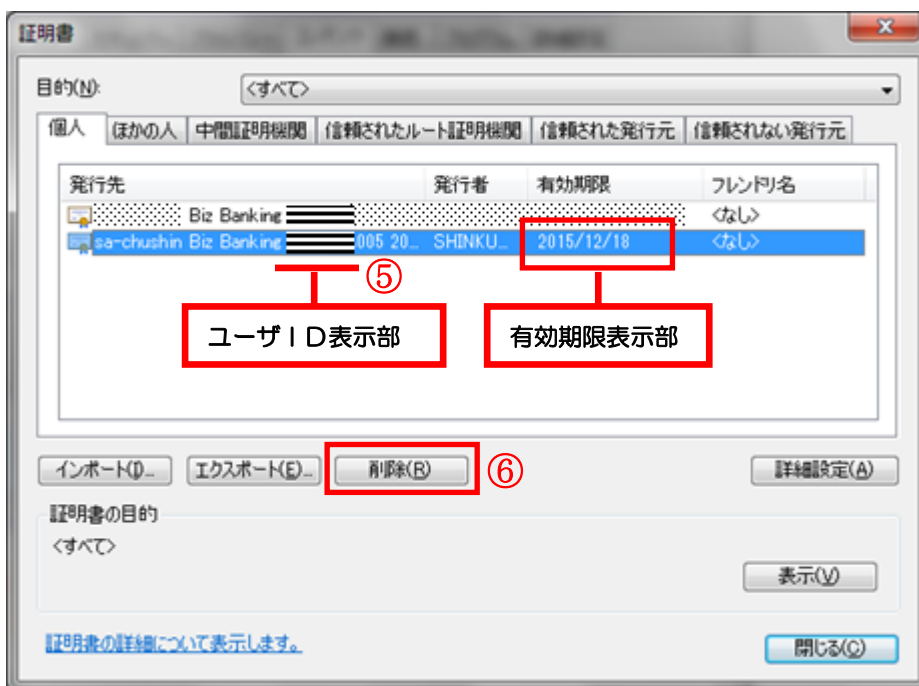 証明書
目的(N):
<すべて>
個人 ほかの人 中間証明機関 信頼されたルート証明機関 信頼された発行元 信頼されない発行元
発行先 発行者 有効期限 フレンドリ名
Biz Banking <なし>
sa-chushin Biz Banking 005 20... SHINKU... 2015/12/18 <なし>
⑤
ユーザID表示部 有効期限表示部
インポート(I)... エクスポート(E)... 削除(R) ⑥ 詳細設定(A)
証明書の目的
<すべて>
表示(V)
証明書の詳細について表示します。
閉じる(C)